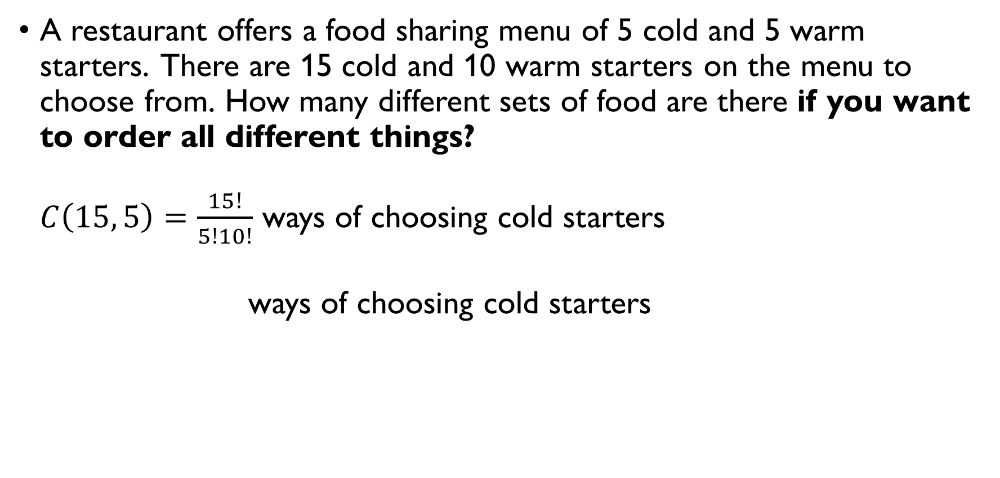 • A restaurant offers a food sharing menu of 5 cold and 5 warm
starters. There are 15 cold and 10 warm starters on the menu to
choose from. How many different sets of food are there if you want
to order all different things?
C(15, 5) = 15!/5!10! ways of choosing cold starters
ways of choosing cold starters